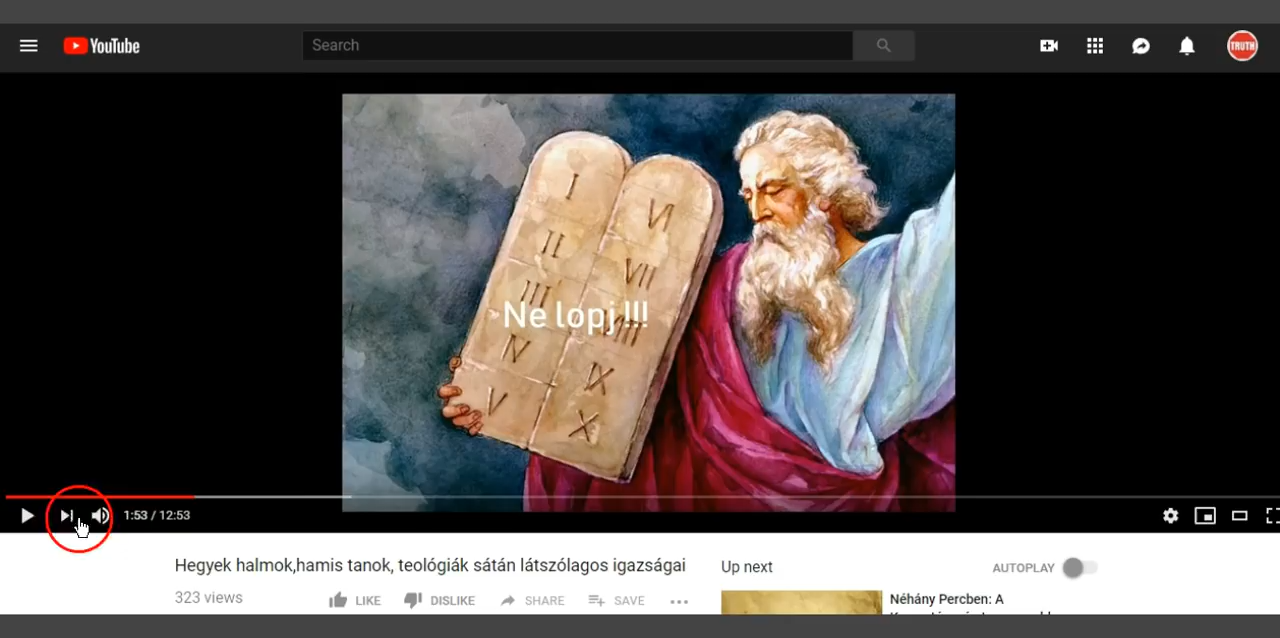 YouTube
Search
TRUTH
I
VI
II
VII
III
Ne lopj !!!
VIII
IV
IX
V
X
1:53 / 12:53
Hegyek halmok,hamis tanok, teológiák sátán látszólagos igazságai
323 views
LIKE
DISLIKE
SHARE
SAVE
Up next
AUTOPLAY
Néhány Percben: A